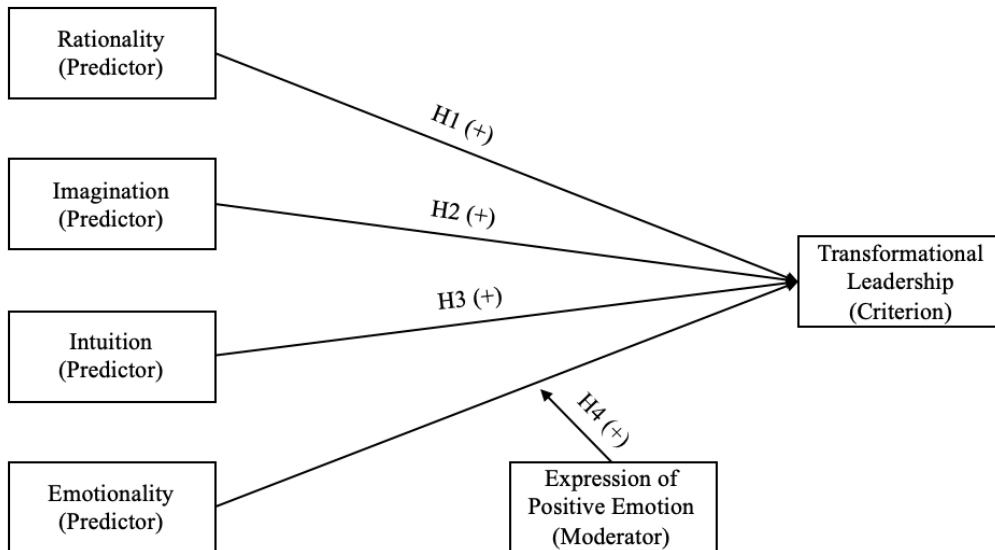 Rationality
(Predictor)
H1 (+)
Imagination
(Predictor)
H2 (+)
Transformational
Leadership
(Criterion)
H3 (+)
Intuition
(Predictor)
H4 (+)
Emotionality
(Predictor)
Expression of
Positive Emotion
(Moderator)